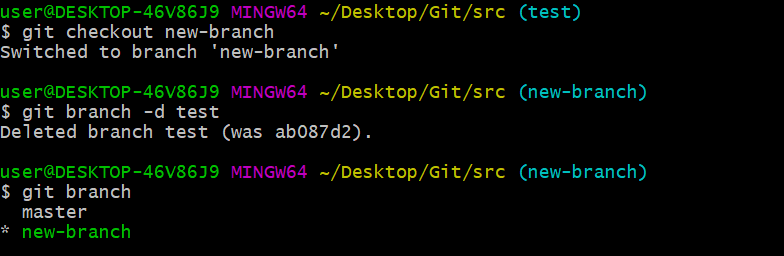 user@DESKTOP-46V86J9 MINGW64 ~/Desktop/Git/src (test)
$ git checkout new-branch
Switched to branch 'new-branch'
user@DESKTOP-46V86J9 MINGW64 ~/Desktop/Git/src (new-branch)
$ git branch -d test
Deleted branch test (was ab087d2).
user@DESKTOP-46V86J9 MINGW64 ~/Desktop/Git/src (new-branch)
$ git branch
  master
* new-branch